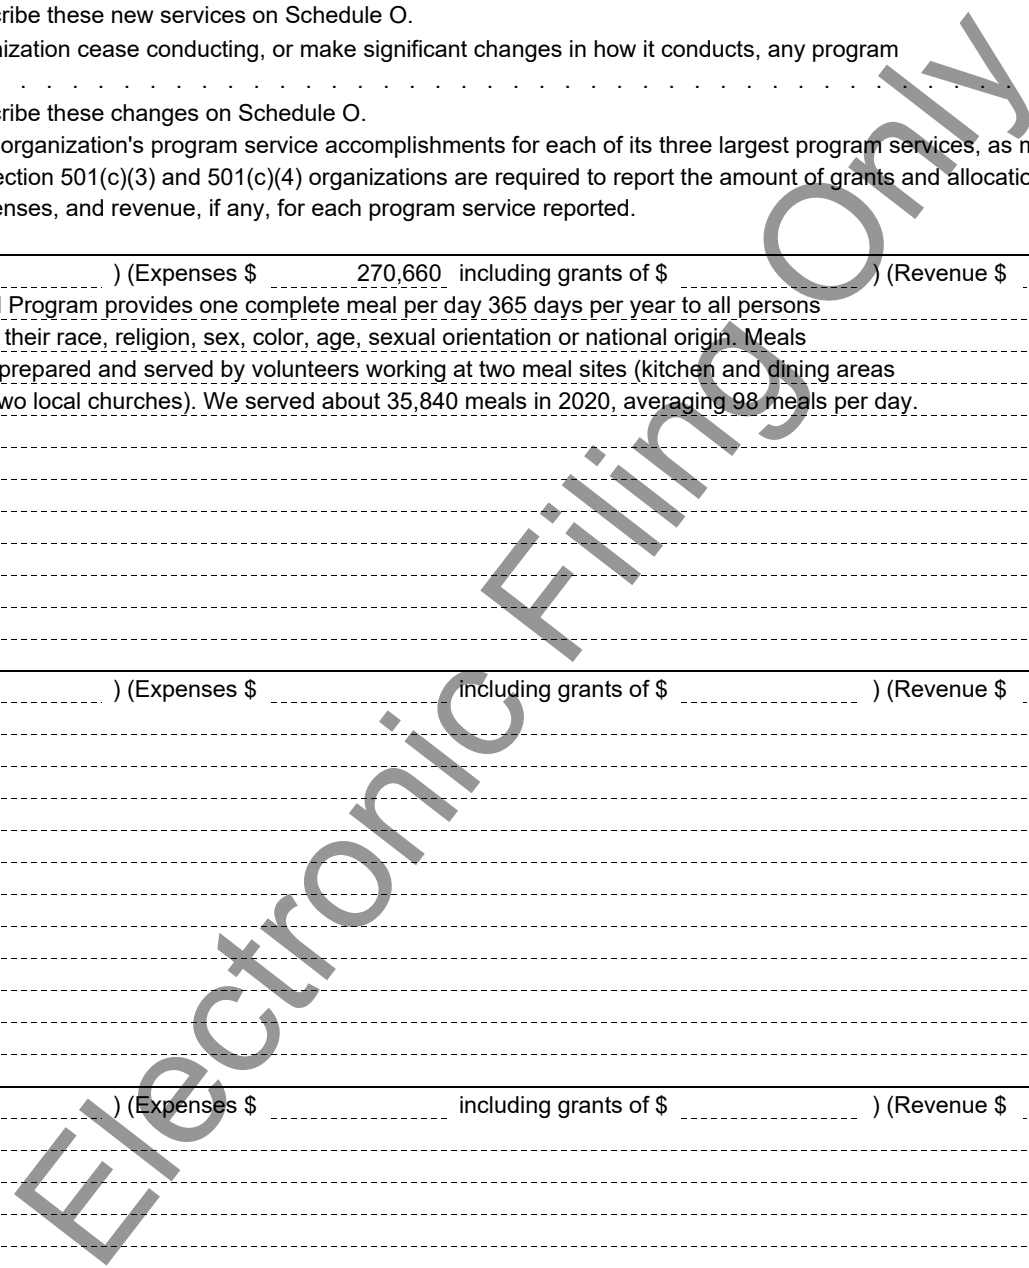 cribe these new services on Schedule O.
nization cease conducting, or make significant changes in how it conducts, any program
. . . . . . . . . . . . . . . . . . . . . . . . . . . . . . . . . . . . . . .
cribe these changes on Schedule O.
organization's program service accomplishments for each of its three largest program services, as m
ection 501(c)(3) and 501(c)(4) organizations are required to report the amount of grants and allocatio
enses, and revenue, if any, for each program service reported.
) (Expenses $ 270,660 including grants of $ ) (Revenue $
l Program provides one complete meal per day 365 days per year to all persons
their race, religion, sex, color, age, sexual orientation or national origin. Meals
prepared and served by volunteers working at two meal sites (kitchen and dining areas
wo local churches). We served about 35,840 meals in 2020, averaging 98 meals per day.
) (Expenses $ including grants of $ ) (Revenue $
) (Expenses $ including grants of $ ) (Revenue $
Electronic Filing Only